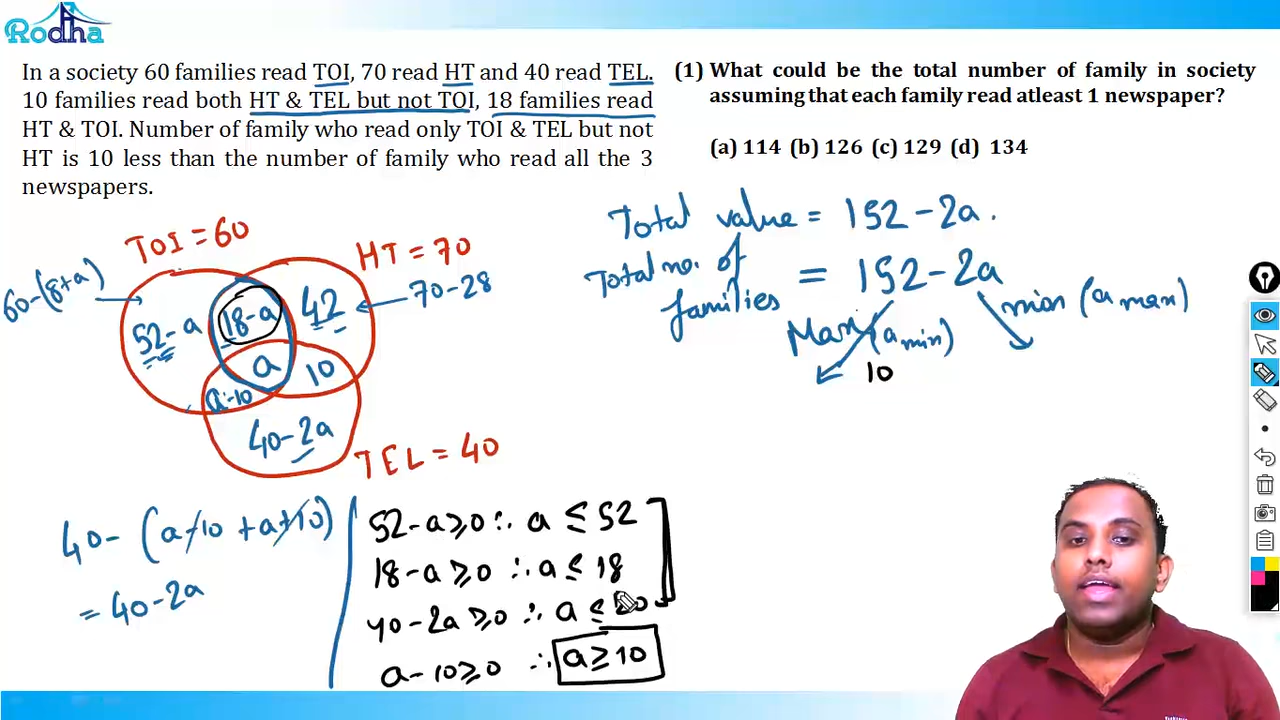 Rodha
In a society 60 families read TOI, 70 read HT and 40 read TEL.
10 families read both HT & TEL but not TOI, 18 families read
HT & TOI. Number of family who read only TOI & TEL but not
HT is 10 less than the number of family who read all the 3
newspapers.
(1) What could be the total number of family in society
assuming that each family read atleast 1 newspaper?
(a) 114 (b) 126 (c) 129 (d) 134
Total value = 152 - 2a.
Total no. of
families = 152 - 2a
Max (a min)
10
min (a max)
TOI = 60
HT = 70
60-(8+a)
70-28
52-a
18-a
42
a
10
a-10
40-2a
TEL = 40
40- (a-10 +a+10)
= 40-2a
52-a≥0 ∴ a ≤ 52
18-a ≥0 ∴ a ≤ 18
40-2a ≥0 ∴ a ≤ 20
a-10≥0 ∴ a≥10